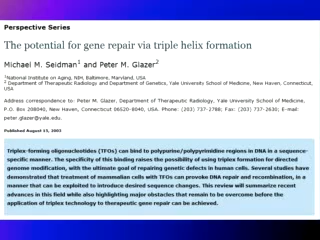 Perspective Series
The potential for gene repair via triple helix formation
Michael M. Seidman1 and Peter M. Glazer2
1National Institute on Aging, NIH, Baltimore, Maryland, USA
2 Department of Therapeutic Radiology and Department of Genetics, Yale University School of Medicine, New Haven, Connecticut,
USA
Address correspondence to: Peter M. Glazer, Department of Therapeutic Radiology, Yale University School of Medicine,
P.O. Box 208040, New Haven, Connecticut 06520-8040, USA. Phone: (203) 737-2788; Fax: (203) 737-2630; E-mail:
peter.glazer@yale.edu.
Published August 15, 2003
Triplex-forming oligonucleotides (TFOs) can bind to polypurine/polypyrimidine regions in DNA in a sequence-
specific manner. The specificity of this binding raises the possibility of using triplex formation for directed
genome modification, with the ultimate goal of repairing genetic defects in human cells. Several studies have
demonstrated that treatment of mammalian cells with TFOs can provoke DNA repair and recombination, in a
manner that can be exploited to introduce desired sequence changes. This review will summarize recent
advances in this field while also highlighting major obstacles that remain to be overcome before the
application of triplex technology to therapeutic gene repair can be achieved.